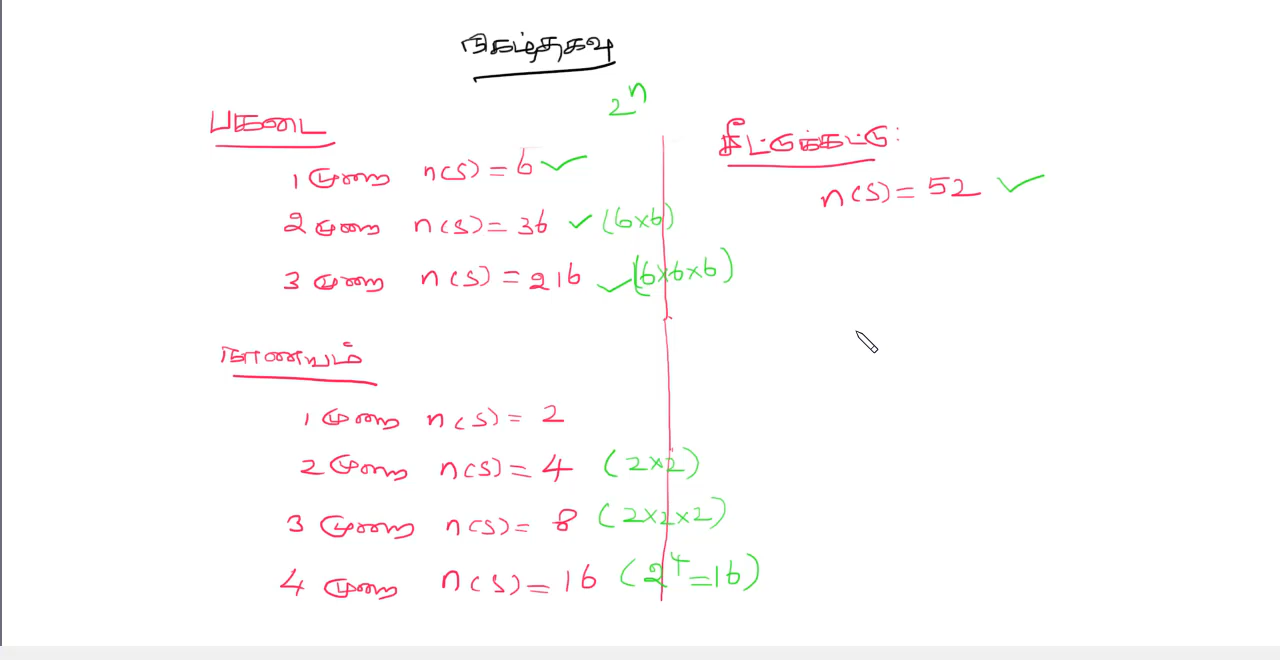 நிகழ்தகவு
2ⁿ
பகடை
1 முறை n(s) = 6 ✓
2 முறை n(s) = 36 ✓ (6×6)
3 முறை n(s) = 216 ✓ (6×6×6)
நாணயம்
1 முறை n(s) = 2
2 முறை n(s) = 4 (2×2)
3 முறை n(s) = 8 (2×2×2)
4 முறை n(s) = 16 (2⁴=16)
சீட்டுக்கட்டு:
n(s) = 52 ✓